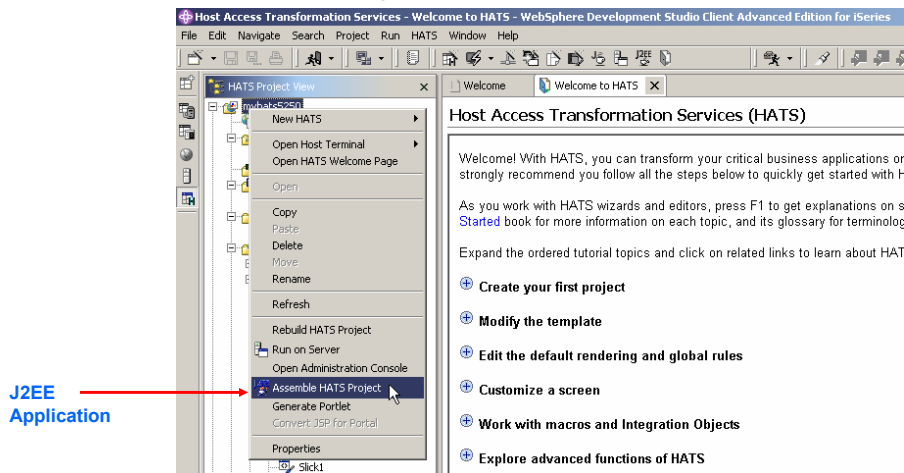 Host Access Transformation Services - Welcome to HATS - WebSphere Development Studio Client Advanced Edition for iSeries
File Edit Navigate Search Project Run HATS Window Help
HATS Project View
Welcome
Welcome to HATS
myhats5250
New HATS
Open Host Terminal
Open HATS Welcome Page
Open
Copy
Paste
Delete
Move
Rename
Refresh
Rebuild HATS Project
Run on Server
Open Administration Console
Assemble HATS Project
Generate Portlet
Convert JSP for Portal
Properties
Slick1
J2EE
Application
Host Access Transformation Services (HATS)
Welcome! With HATS, you can transform your critical business applications or
strongly recommend you follow all the steps below to quickly get started with H
As you work with HATS wizards and editors, press F1 to get explanations on s
Started book for more information on each topic, and its glossary for terminolog
Expand the ordered tutorial topics and click on related links to learn about HAT
Create your first project
Modify the template
Edit the default rendering and global rules
Customize a screen
Work with macros and Integration Objects
Explore advanced functions of HATS